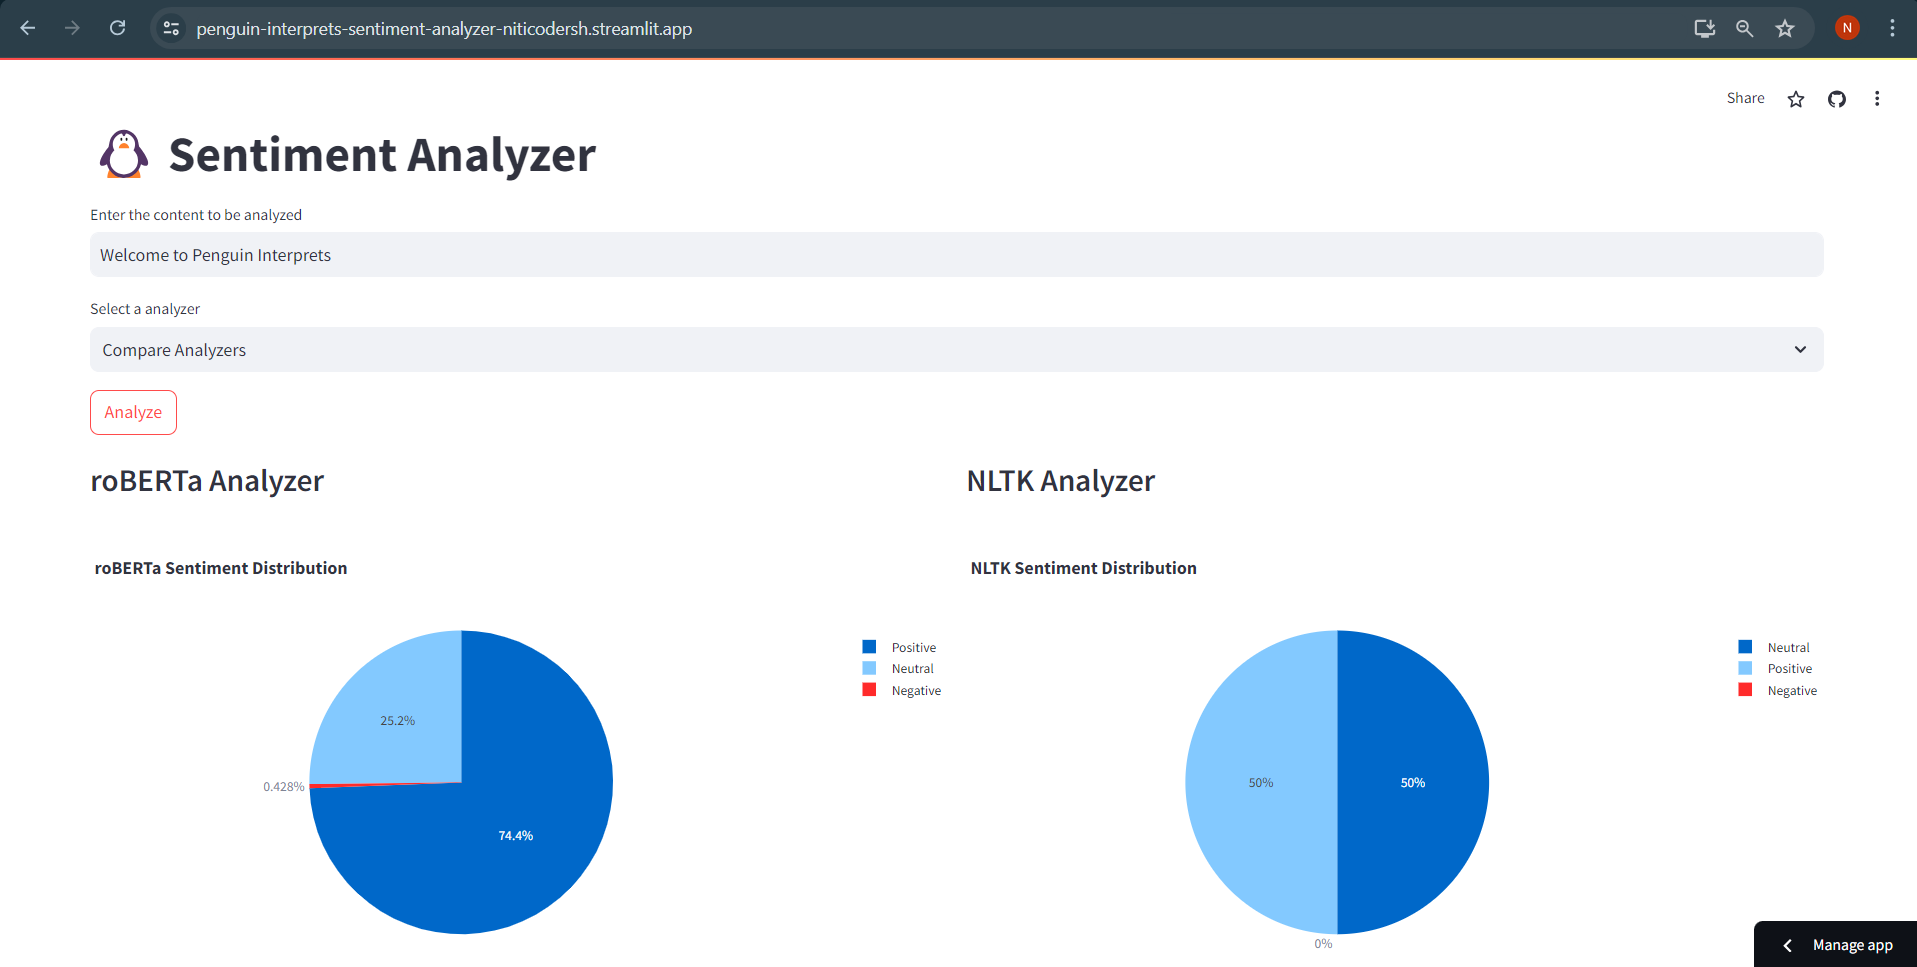 penguin-interprets-sentiment-analyzer-niticodersh.streamlit.app
N
Share
Sentiment Analyzer
Enter the content to be analyzed
Welcome to Penguin Interprets
Select a analyzer
Compare Analyzers
Analyze
roBERTa Analyzer
roBERTa Sentiment Distribution
Positive
Neutral
Negative
25.2%
0.428%
74.4%
NLTK Analyzer
NLTK Sentiment Distribution
Neutral
Positive
Negative
50%
50%
0%
Manage app